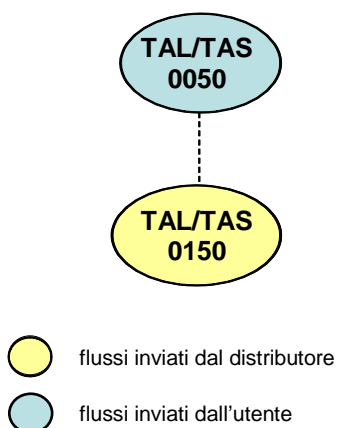 TAL/TAS
0050
TAL/TAS
0150
flussi inviati dal distributore
flussi inviati dall'utente